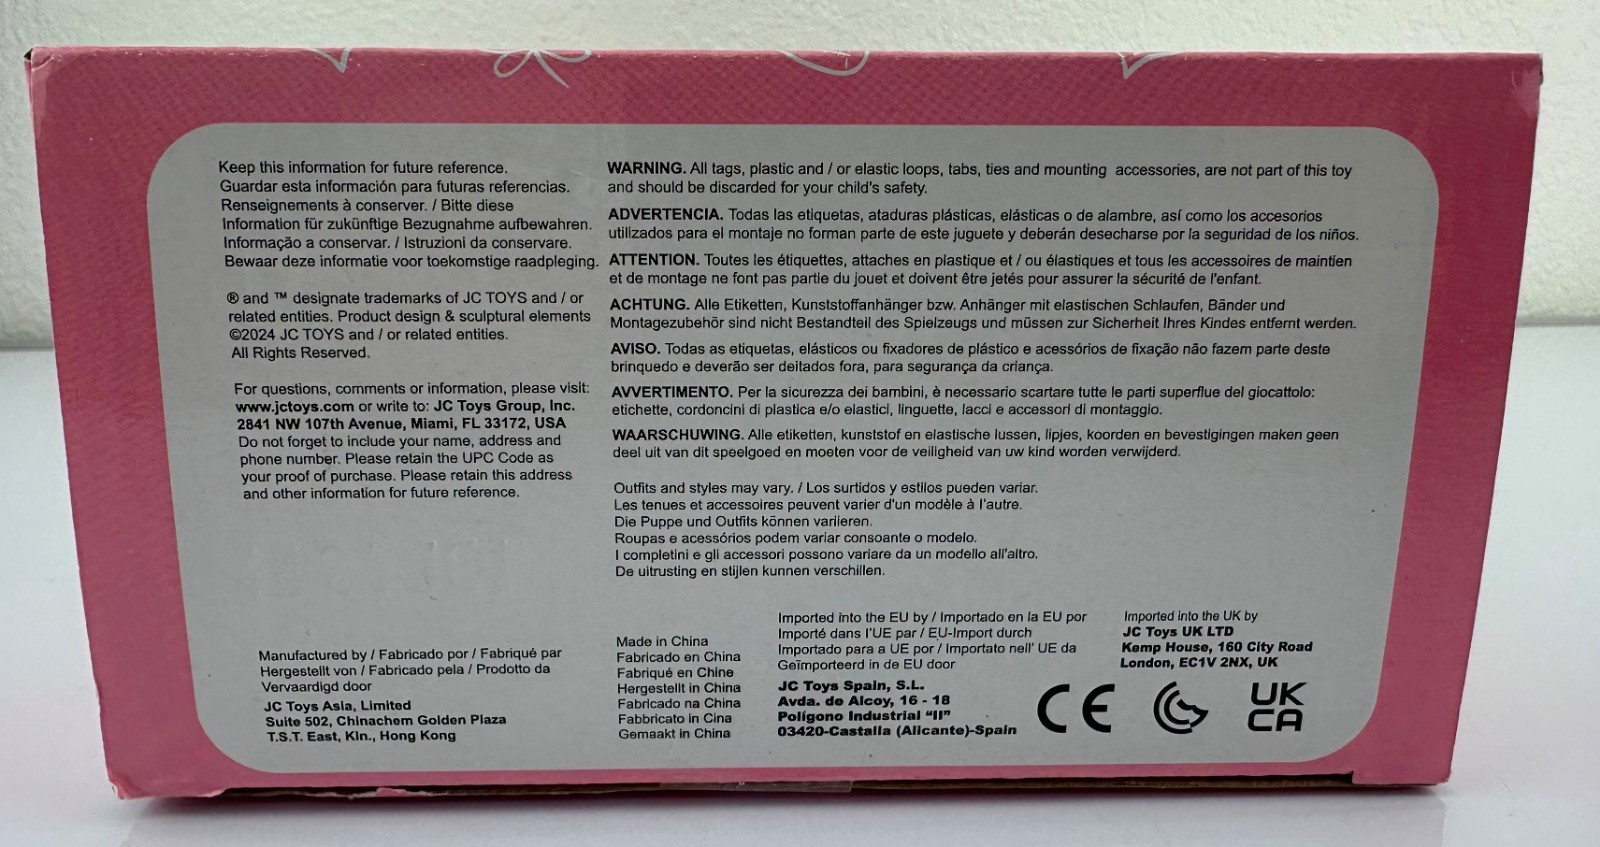 Keep this information for future reference.
Guardar esta información para futuras referencias.
Renseignements à conserver. / Bitte diese
Information für zukünftige Bezugnahme aufbewahren.
Informação a conservar. / Istruzioni da conservare.
Bewaar deze informatie voor toekomstige raadpleging.
® and ™ designate trademarks of JC TOYS and / or
related entities. Product design & sculptural elements
©2024 JC TOYS and / or related entities.
All Rights Reserved.
For questions, comments or information, please visit:
www.jctoys.com or write to: JC Toys Group, Inc.
2841 NW 107th Avenue, Miami, FL 33172, USA
Do not forget to include your name, address and
phone number. Please retain the UPC Code as
your proof of purchase. Please retain this address
and other information for future reference.
WARNING. All tags, plastic and / or elastic loops, tabs, ties and mounting accessories, are not part of this toy
and should be discarded for your child's safety.
ADVERTENCIA. Todas las etiquetas, ataduras plásticas, elásticas o de alambre, así como los accesorios
utilizados para el montaje no forman parte de este juguete y deberán desecharse por la seguridad de los niños.
ATTENTION. Toutes les étiquettes, attaches en plastique et / ou élastiques et tous les accessoires de maintien
et de montage ne font pas partie du jouet et doivent être jetés pour assurer la sécurité de l'enfant.
ACHTUNG. Alle Etiketten, Kunststoffanhänger bzw. Anhänger mit elastischen Schlaufen, Bänder und
Montagezubehör sind nicht Bestandteil des Spielzeugs und müssen zur Sicherheit Ihres Kindes entfernt werden.
AVISO. Todas as etiquetas, elásticos ou fixadores de plástico e acessórios de fixação não fazem parte deste
brinquedo e deverão ser deitados fora, para segurança da criança.
AVVERTIMENTO. Per la sicurezza dei bambini, è necessario scartare tutte le parti superflue del giocattolo:
etichette, cordoncini di plastica e/o elastici, linguette, lacci e accessori di montaggio.
WAARSCHUWING. Alle etiketten, kunststof en elastische lussen, lipjes, koorden en bevestigingen maken geen
deel uit van dit speelgoed en moeten voor de veiligheid van uw kind worden verwijderd.
Outfits and styles may vary. / Los surtidos y estilos pueden variar.
Les tenues et accessoires peuvent varier d'un modèle à l'autre.
Die Puppe und Outfits können variieren.
Roupas e acessórios podem variar consoante o modelo.
I completini e gli accessori possono variare da un modello all'altro.
De uitrusting en stijlen kunnen verschillen.
Manufactured by / Fabricado por / Fabriqué par
Hergestellt von / Fabricado pela / Prodotto da
Vervaardigd door
JC Toys Asia, Limited
Suite 502, Chinachem Golden Plaza
T.S.T. East, Kln., Hong Kong
Made in China
Fabricado en China
Fabriqué en Chine
Hergestellt in China
Fabricado na China
Fabbricato in Cina
Gemaakt in China
Imported into the EU by / Importado en la EU por
Importé dans l'UE par / EU-Import durch
Importado para a UE por / Importato nell' UE da
Geïmporteerd in de EU door
JC Toys Spain, S.L.
Avda. de Alcoy, 16 - 18
Polígono Industrial "II"
03420-Castalla (Alicante)-Spain
Imported into the UK by
JC Toys UK LTD
Kemp House, 160 City Road
London, EC1V 2NX, UK
CE
UK
CA